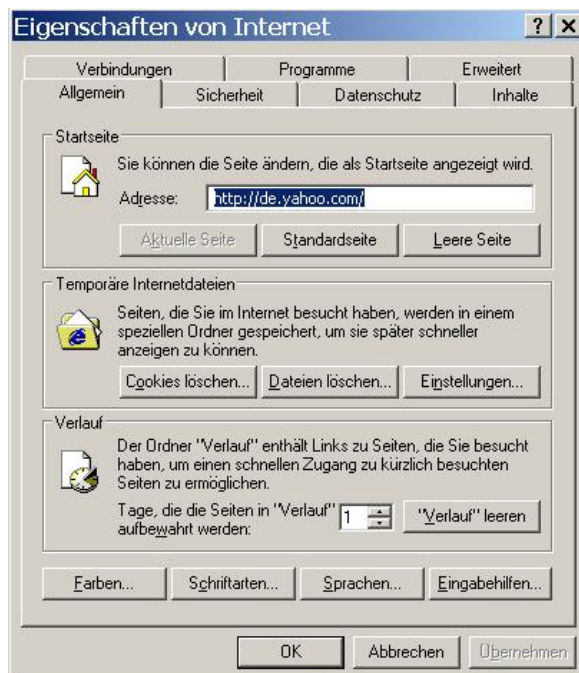 Eigenschaften von Internet
Verbindungen Programme Erweitert
Allgemein Sicherheit Datenschutz Inhalte
Startseite
Sie können die Seite ändern, die als Startseite angezeigt wird.
Adresse: http://de.yahoo.com/
Aktuelle Seite Standardseite Leere Seite
Temporäre Internetdateien
Seiten, die Sie im Internet besucht haben, werden in einem
speziellen Ordner gespeichert, um sie später schneller
anzeigen zu können.
Cookies löschen... Dateien löschen... Einstellungen...
Verlauf
Der Ordner "Verlauf" enthält Links zu Seiten, die Sie besucht
haben, um einen schnellen Zugang zu kürzlich besuchten
Seiten zu ermöglichen.
Tage, die die Seiten in "Verlauf"
aufbewahrt werden: 1 "Verlauf" leeren
Farben... Schriftarten... Sprachen... Eingabehilfen...
OK Abbrechen Übernehmen